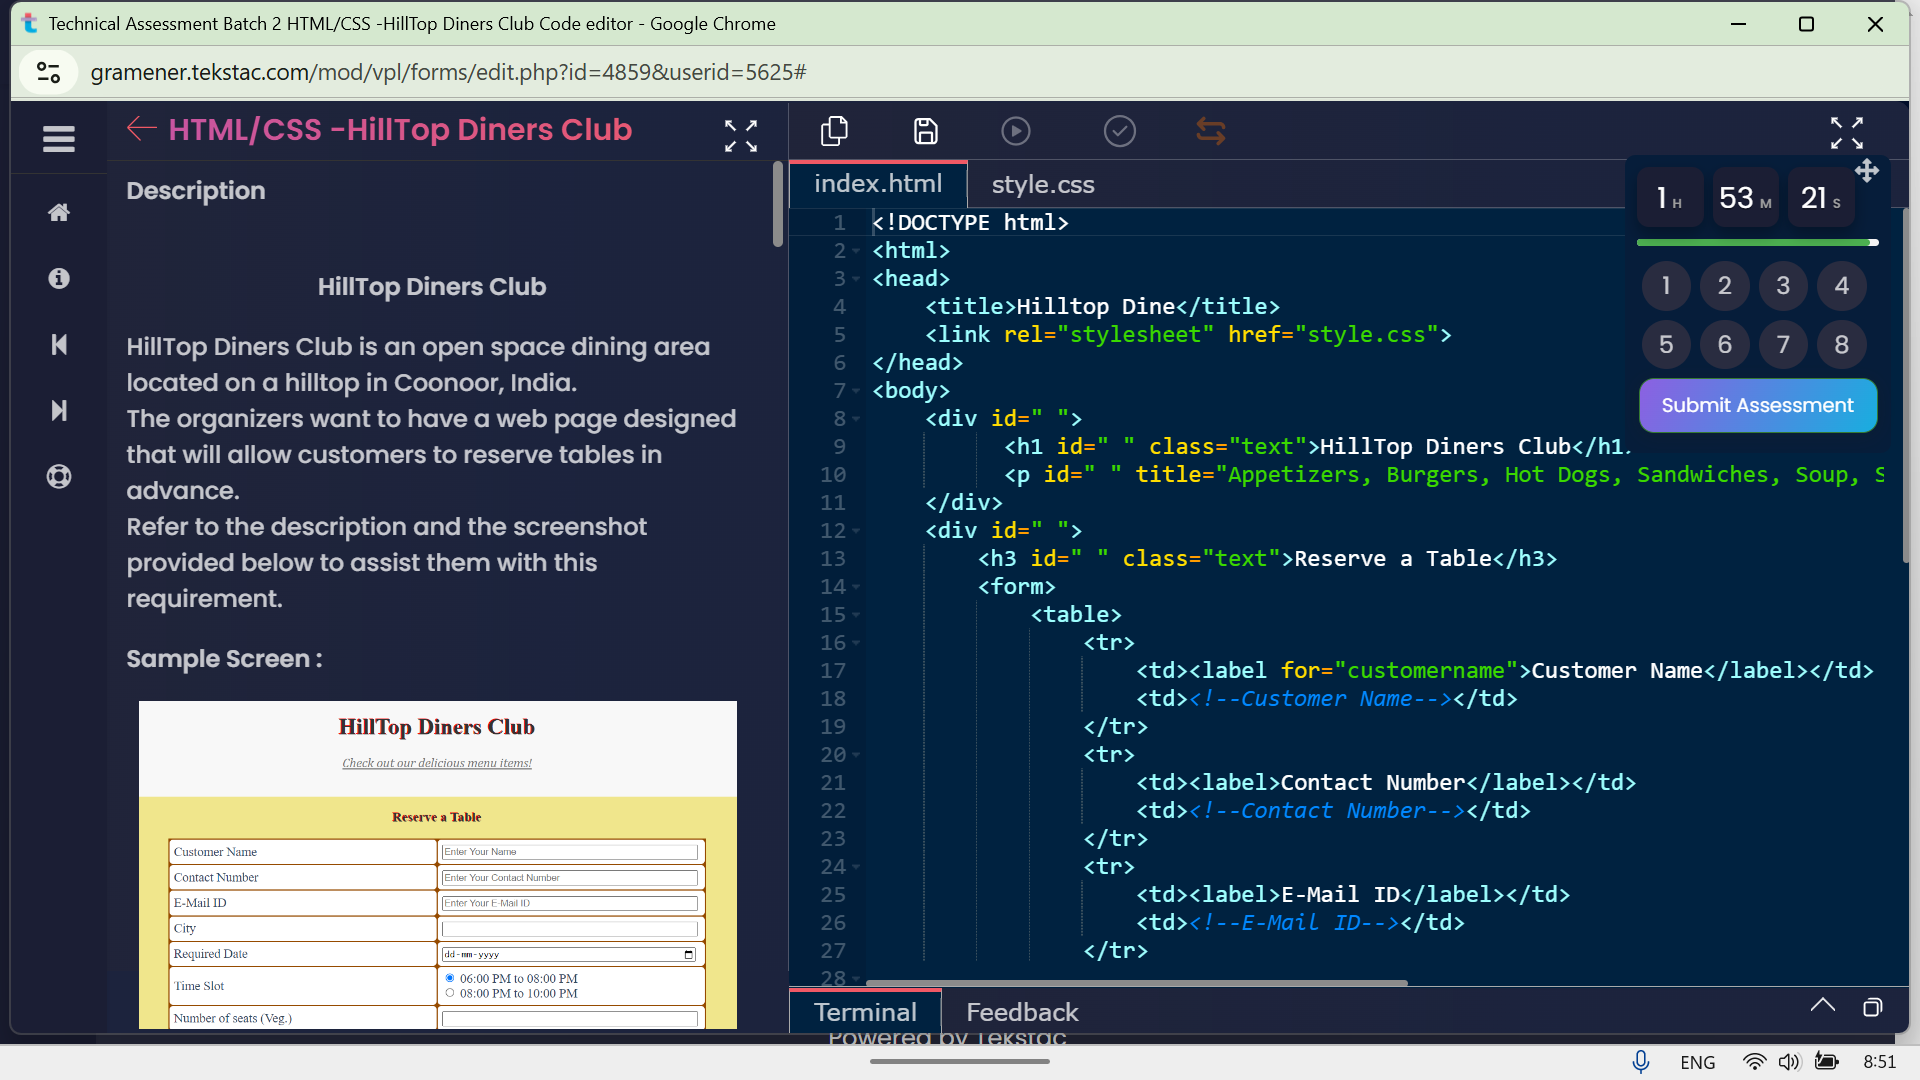 Technical Assessment Batch 2 HTML/CSS -HillTop Diners Club Code editor - Google Chrome
gramener.tekstac.com/mod/vpl/forms/edit.php?id=4859&userid=5625#
HTML/CSS -HillTop Diners Club
Description
HillTop Diners Club
HillTop Diners Club is an open space dining area
located on a hilltop in Coonoor, India.
The organizers want to have a web page designed
that will allow customers to reserve tables in
advance.
Refer to the description and the screenshot
provided below to assist them with this
requirement.
Sample Screen :
HillTop Diners Club
Check out our delicious menu items!
Reserve a Table
Customer Name
Enter Your Name
Contact Number
Enter Your Contact Number
E-Mail ID
Enter Your E-Mail ID
City
Required Date
dd-mm-yyyy
Time Slot
06:00 PM to 08:00 PM
08:00 PM to 10:00 PM
Number of seats (Veg.)
index.html
style.css
1 <!DOCTYPE html>
2 <html>
3 <head>
4 <title>Hilltop Dine</title>
5 <link rel="stylesheet" href="style.css">
6 </head>
7 <body>
8 <div id=" ">
9 <h1 id=" " class="text">HillTop Diners Club</h1
10 <p id=" " title="Appetizers, Burgers, Hot Dogs, Sandwiches, Soup, S
11 </div>
12 <div id=" ">
13 <h3 id=" " class="text">Reserve a Table</h3>
14 <form>
15 <table>
16 <tr>
17 <td><label for="customername">Customer Name</label></td>
18 <td><!--Customer Name--></td>
19 </tr>
20 <tr>
21 <td><label>Contact Number</label></td>
22 <td><!--Contact Number--></td>
23 </tr>
24 <tr>
25 <td><label>E-Mail ID</label></td>
26 <td><!--E-Mail ID--></td>
27 </tr>
28
1 H 53 M 21 S
1 2 3 4
5 6 7 8
Submit Assessment
Terminal
Feedback
Powered by Tekstac
ENG
8:51